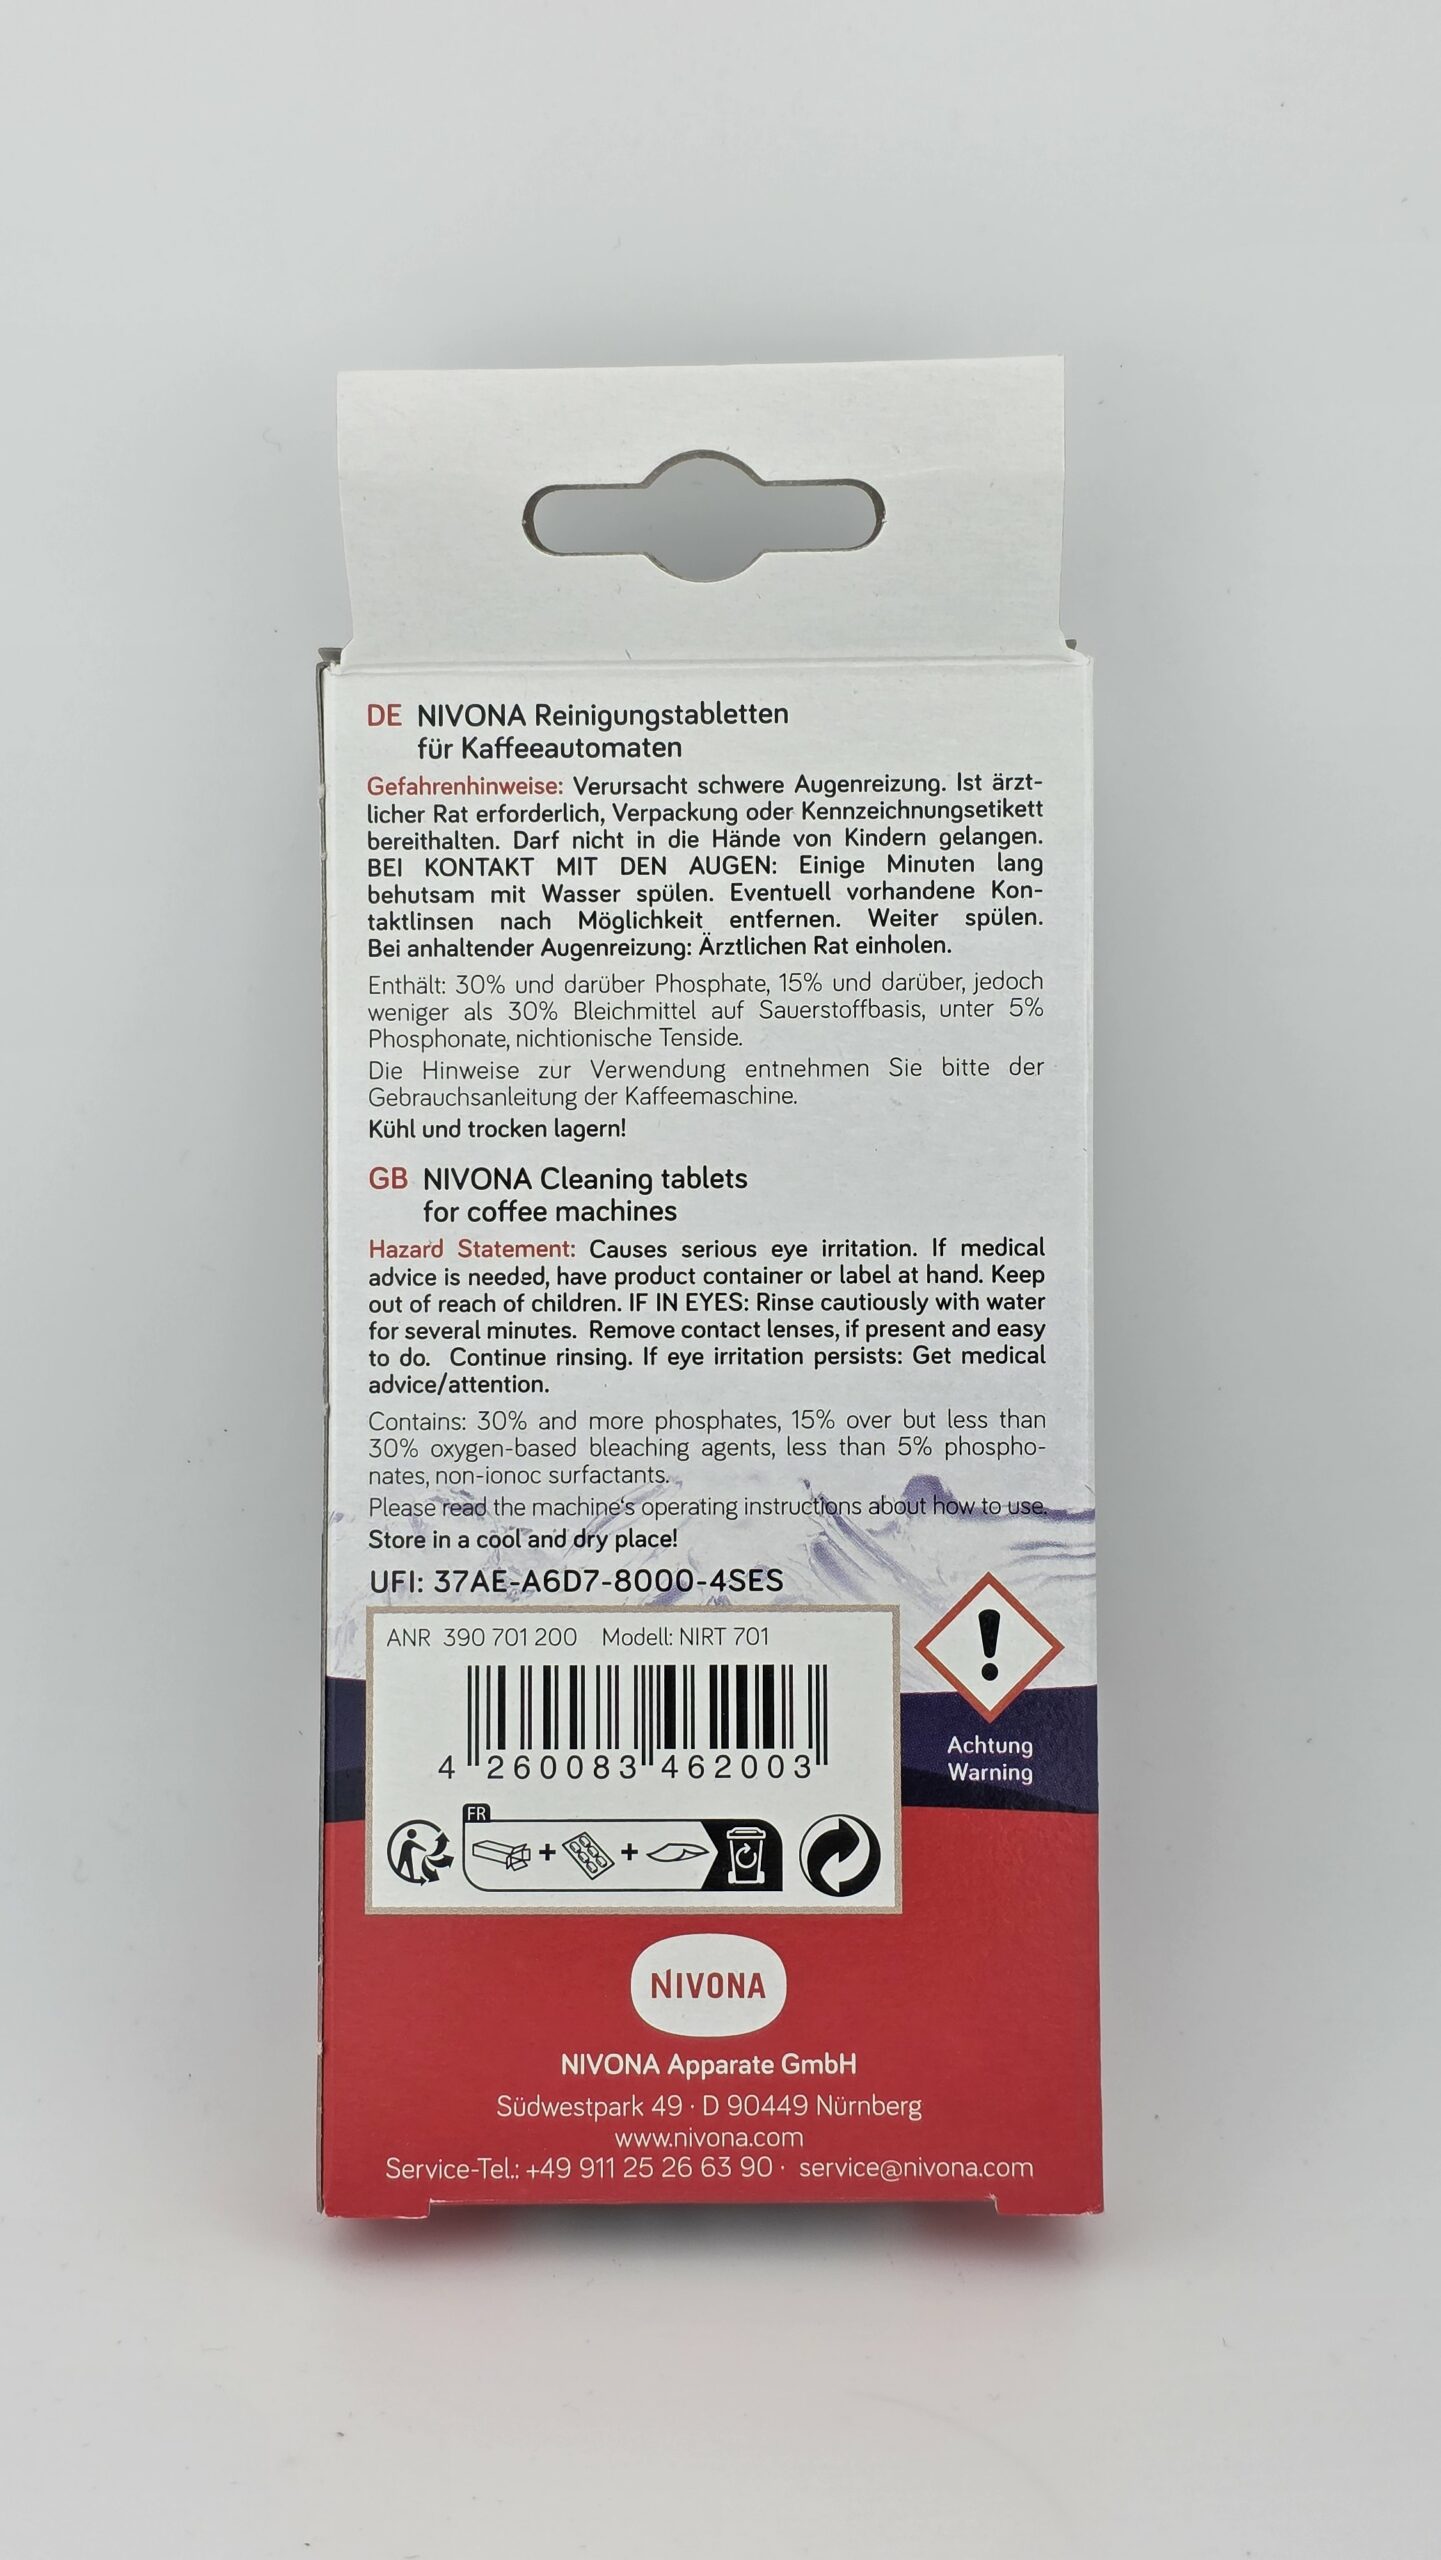 DE NIVONA Reinigungstabletten
für Kaffeeautomaten
Gefahrenhinweise: Verursacht schwere Augenreizung. Ist ärzt-
licher Rat erforderlich, Verpackung oder Kennzeichnungsetikett
bereithalten. Darf nicht in die Hände von Kindern gelangen.
BEI KONTAKT MIT DEN AUGEN: Einige Minuten lang
behutsam mit Wasser spülen. Eventuell vorhandene Kon-
taktlinsen nach Möglichkeit entfernen. Weiter spülen.
Bei anhaltender Augenreizung: Ärztlichen Rat einholen.
Enthält: 30% und darüber Phosphate, 15% und darüber, jedoch
weniger als 30% Bleichmittel auf Sauerstoffbasis, unter 5%
Phosphonate, nichtionische Tenside.
Die Hinweise zur Verwendung entnehmen Sie bitte der
Gebrauchsanleitung der Kaffeemaschine.
Kühl und trocken lagern!
GB NIVONA Cleaning tablets
for coffee machines
Hazard Statement: Causes serious eye irritation. If medical
advice is needed, have product container or label at hand. Keep
out of reach of children. IF IN EYES: Rinse cautiously with water
for several minutes. Remove contact lenses, if present and easy
to do. Continue rinsing. If eye irritation persists: Get medical
advice/attention.
Contains: 30% and more phosphates, 15% over but less than
30% oxygen-based bleaching agents, less than 5% phospho-
nates, non-ionoc surfactants.
Please read the machine's operating instructions about how to use.
Store in a cool and dry place!
UFI: 37AE-A6D7-8000-4SES
ANR 390 701 200 Modell: NIRT 701
4 260083 462003
Achtung
Warning
FR
NIVONA
NIVONA Apparate GmbH
Südwestpark 49 · D 90449 Nürnberg
www.nivona.com
Service-Tel.: +49 911 25 26 63 90 · service@nivona.com